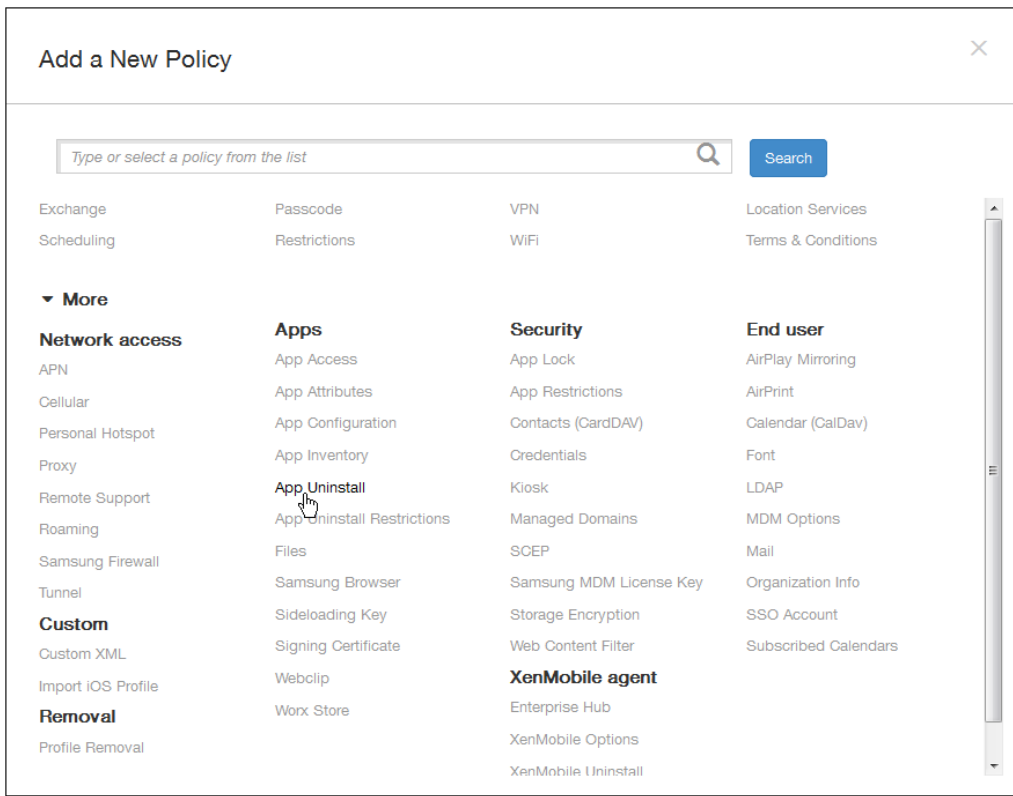 Add a New Policy
Type or select a policy from the list
Search
Exchange
Passcode
VPN
Location Services
Scheduling
Restrictions
WiFi
Terms & Conditions
More
Network access
APN
Cellular
Personal Hotspot
Proxy
Remote Support
Roaming
Samsung Firewall
Tunnel
Custom
Custom XML
Import iOS Profile
Removal
Profile Removal
Apps
App Access
App Attributes
App Configuration
App Inventory
App Uninstall
App Uninstall Restrictions
Files
Samsung Browser
Sideloading Key
Signing Certificate
Webclip
Worx Store
Security
App Lock
App Restrictions
Contacts (CardDAV)
Credentials
Kiosk
Managed Domains
SCEP
Samsung MDM License Key
Storage Encryption
Web Content Filter
XenMobile agent
Enterprise Hub
XenMobile Options
XenMobile Uninstall
End user
AirPlay Mirroring
AirPrint
Calendar (CalDav)
Font
LDAP
MDM Options
Mail
Organization Info
SSO Account
Subscribed Calendars